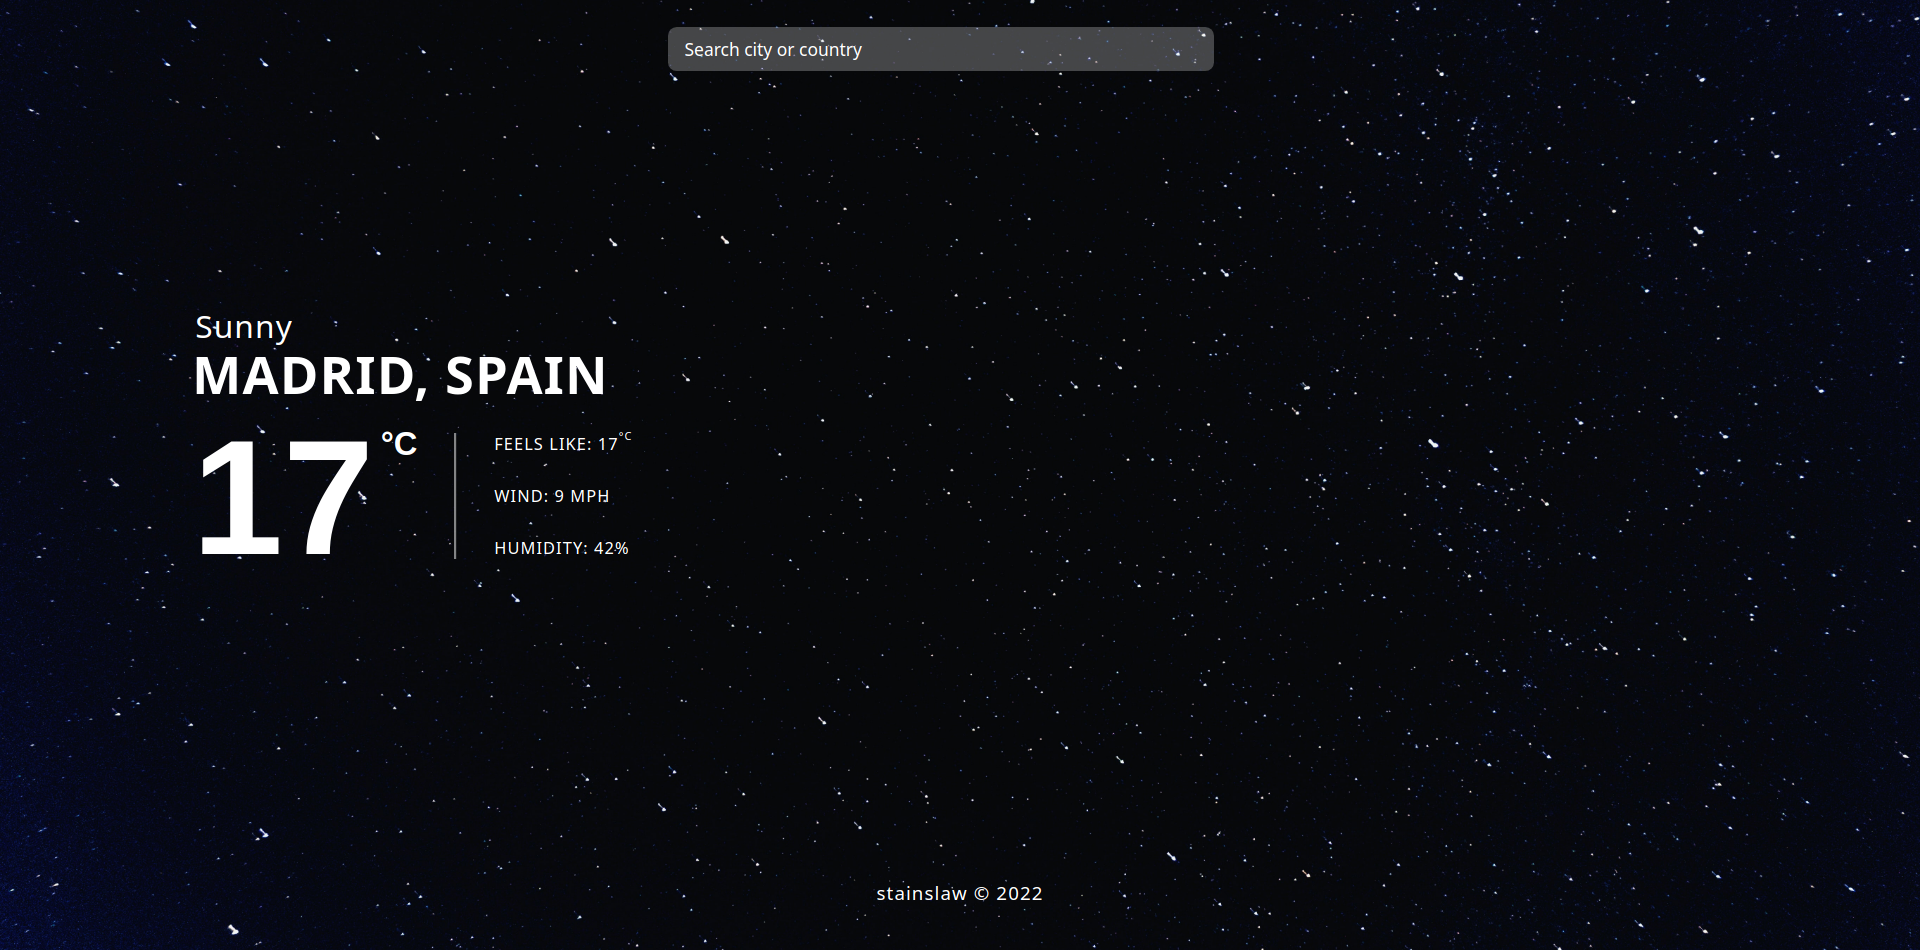 Search city or country
Sunny
MADRID, SPAIN
17 °C
FEELS LIKE: 17°C
WIND: 9 MPH
HUMIDITY: 42%
stainslaw © 2022